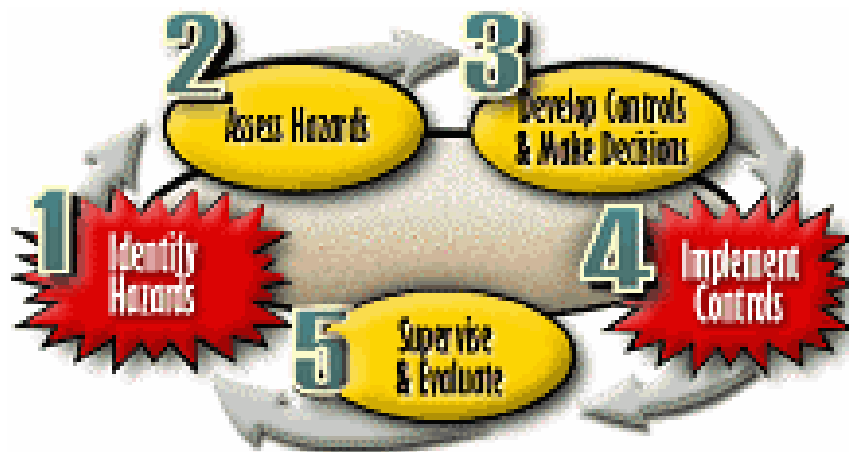 1
Identify
Hazards
2
Assess Hazards
3
Develop Controls
& Make Decisions
4
Implement
Controls
5
Supervise
& Evaluate